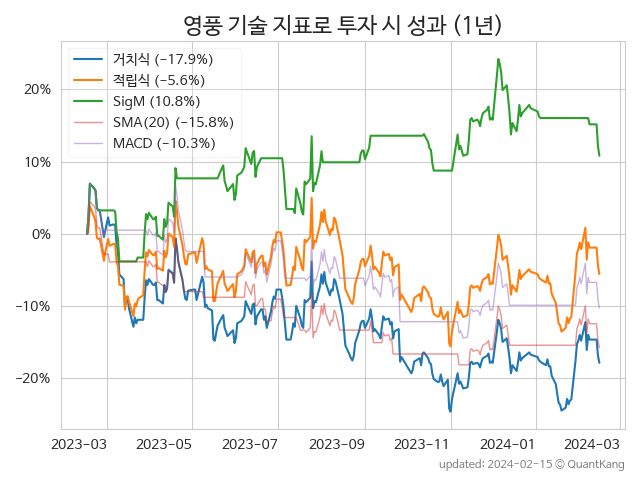 영풍 기술 지표로 투자 시 성과 (1년)
거치식 (−17.9%)
적립식 (−5.6%)
SigM (10.8%)
SMA(20) (−15.8%)
MACD (−10.3%)
20%
10%
0%
−10%
−20%
2023-03 2023-05 2023-07 2023-09 2023-11 2024-01 2024-03
updated: 2024-02-15 © QuantKang